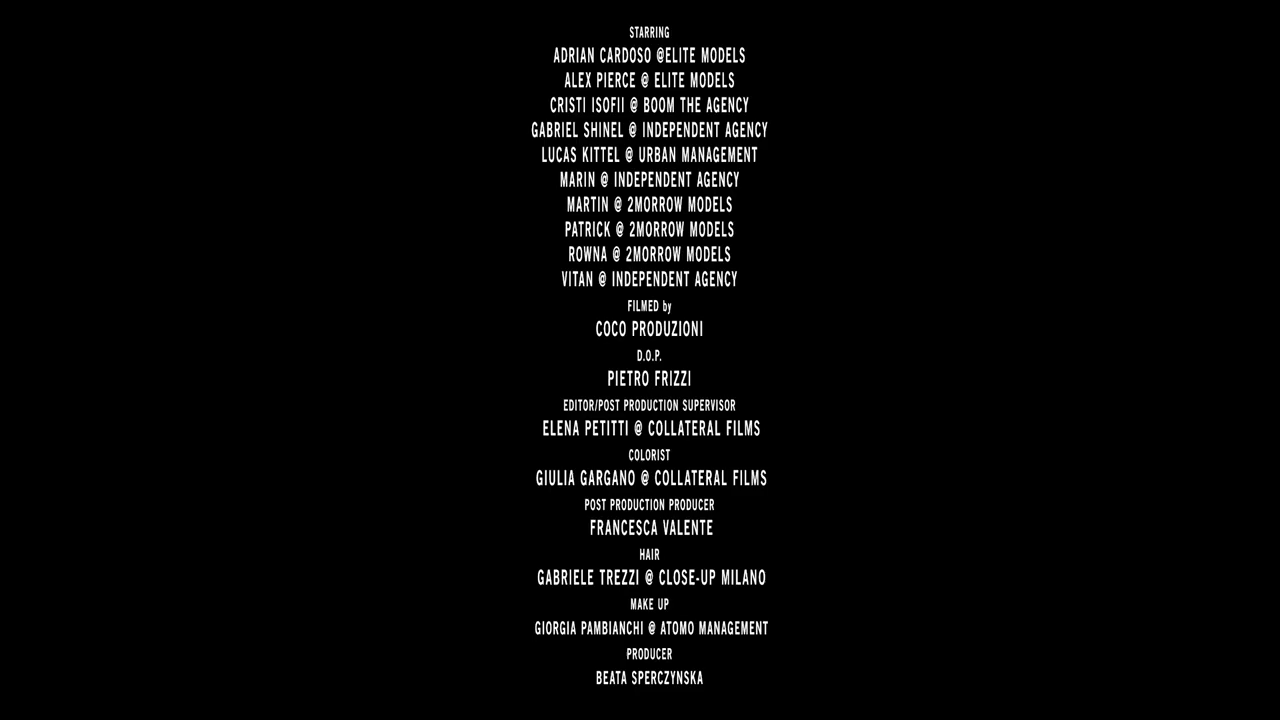 STARRING
ADRIAN CARDOSO @ELITE MODELS
ALEX PIERCE @ ELITE MODELS
CRISTI ISOFII @ BOOM THE AGENCY
GABRIEL SHINEL @ INDEPENDENT AGENCY
LUCAS KITTEL @ URBAN MANAGEMENT
MARIN @ INDEPENDENT AGENCY
MARTIN @ 2MORROW MODELS
PATRICK @ 2MORROW MODELS
ROWNA @ 2MORROW MODELS
VITAN @ INDEPENDENT AGENCY
FILMED by
COCO PRODUZIONI
D.O.P.
PIETRO FRIZZI
EDITOR/POST PRODUCTION SUPERVISOR
ELENA PETITTI @ COLLATERAL FILMS
COLORIST
GIULIA GARGANO @ COLLATERAL FILMS
POST PRODUCTION PRODUCER
FRANCESCA VALENTE
HAIR
GABRIELE TREZZI @ CLOSE-UP MILANO
MAKE UP
GIORGIA PAMBIANCHI @ ATOMO MANAGEMENT
PRODUCER
BEATA SPERCZYNSKA